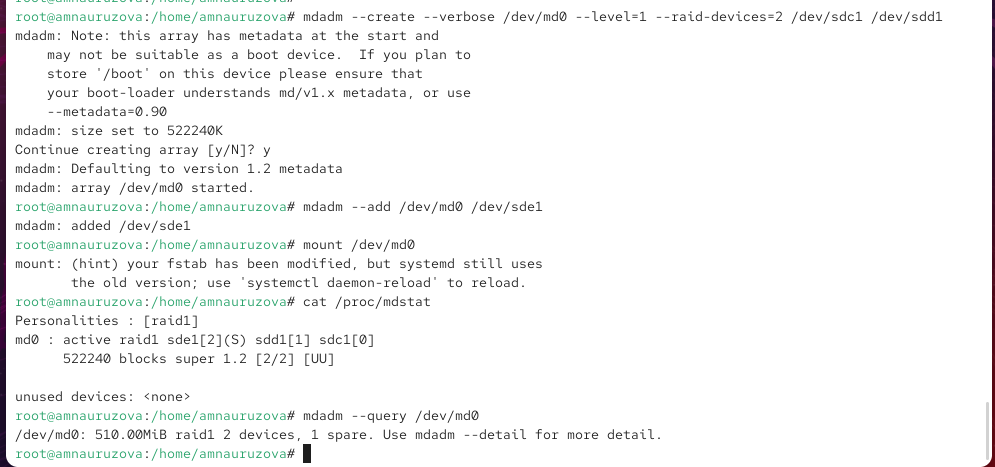 root@amnauruzova:/home/amnauruzova# mdadm --create --verbose /dev/md0 --level=1 --raid-devices=2 /dev/sdc1 /dev/sdd1
mdadm: Note: this array has metadata at the start and
    may not be suitable as a boot device.  If you plan to
    store '/boot' on this device please ensure that
    your boot-loader understands md/v1.x metadata, or use
    --metadata=0.90
mdadm: size set to 522240K
Continue creating array [y/N]? y
mdadm: Defaulting to version 1.2 metadata
mdadm: array /dev/md0 started.
root@amnauruzova:/home/amnauruzova# mdadm --add /dev/md0 /dev/sde1
mdadm: added /dev/sde1
root@amnauruzova:/home/amnauruzova# mount /dev/md0
mount: (hint) your fstab has been modified, but systemd still uses
       the old version; use 'systemctl daemon-reload' to reload.
root@amnauruzova:/home/amnauruzova# cat /proc/mdstat
Personalities : [raid1]
md0 : active raid1 sde1[2](S) sdd1[1] sdc1[0]
      522240 blocks super 1.2 [2/2] [UU]

unused devices: <none>
root@amnauruzova:/home/amnauruzova# mdadm --query /dev/md0
/dev/md0: 510.00MiB raid1 2 devices, 1 spare. Use mdadm --detail for more detail.
root@amnauruzova:/home/amnauruzova#